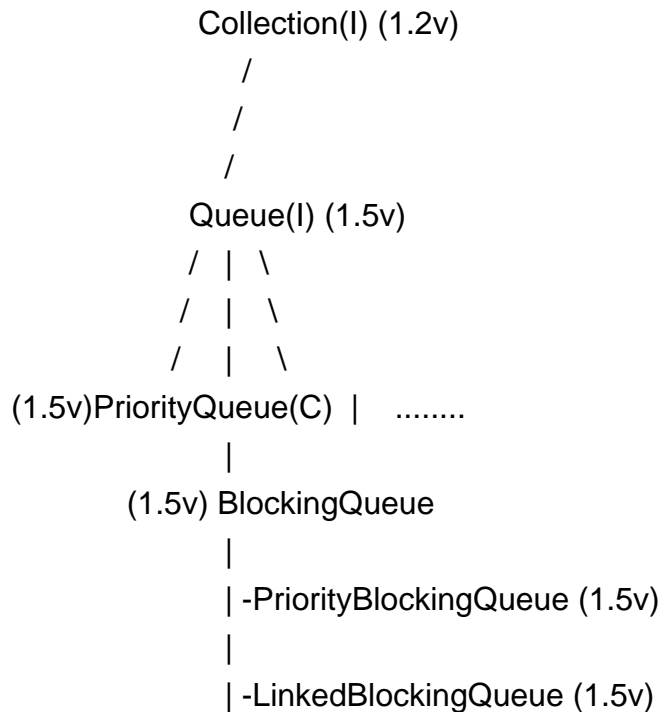 Collection(I) (1.2v)
/
/
/
Queue(I) (1.5v)
/ | \
/ | \
/ | \
(1.5v)PriorityQueue(C) | ........
|
(1.5v) BlockingQueue
|
| -PriorityBlockingQueue (1.5v)
|
| -LinkedBlockingQueue (1.5v)